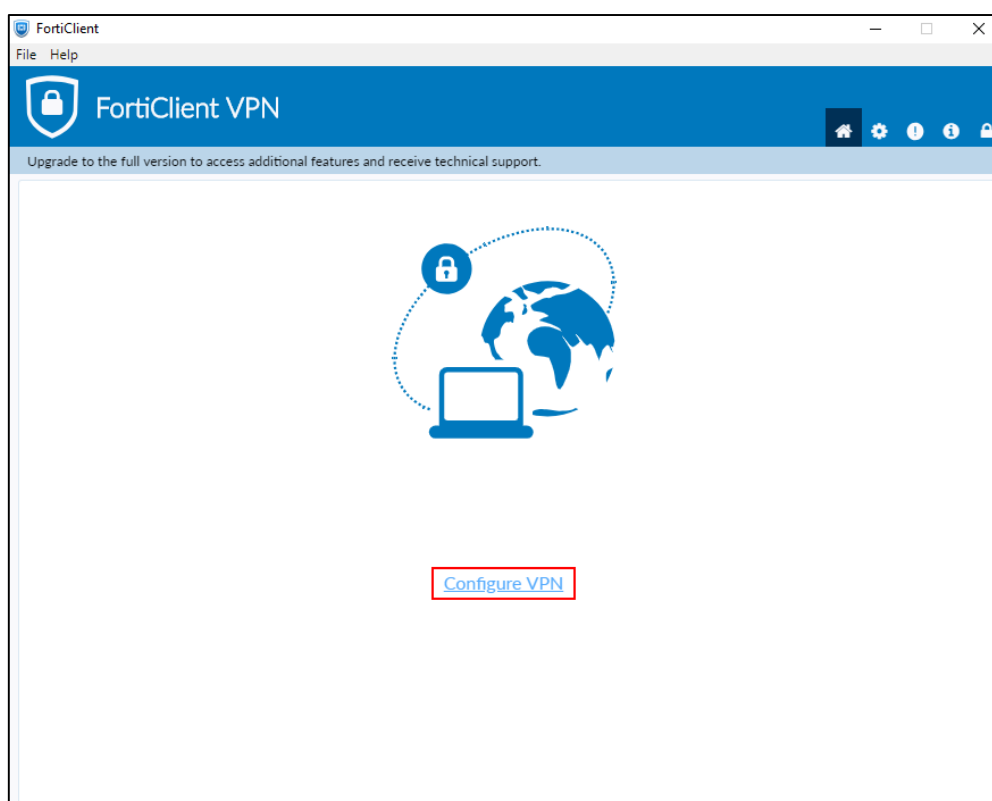 FortiClient
File Help
FortiClient VPN
Upgrade to the full version to access additional features and receive technical support.
Configure VPN